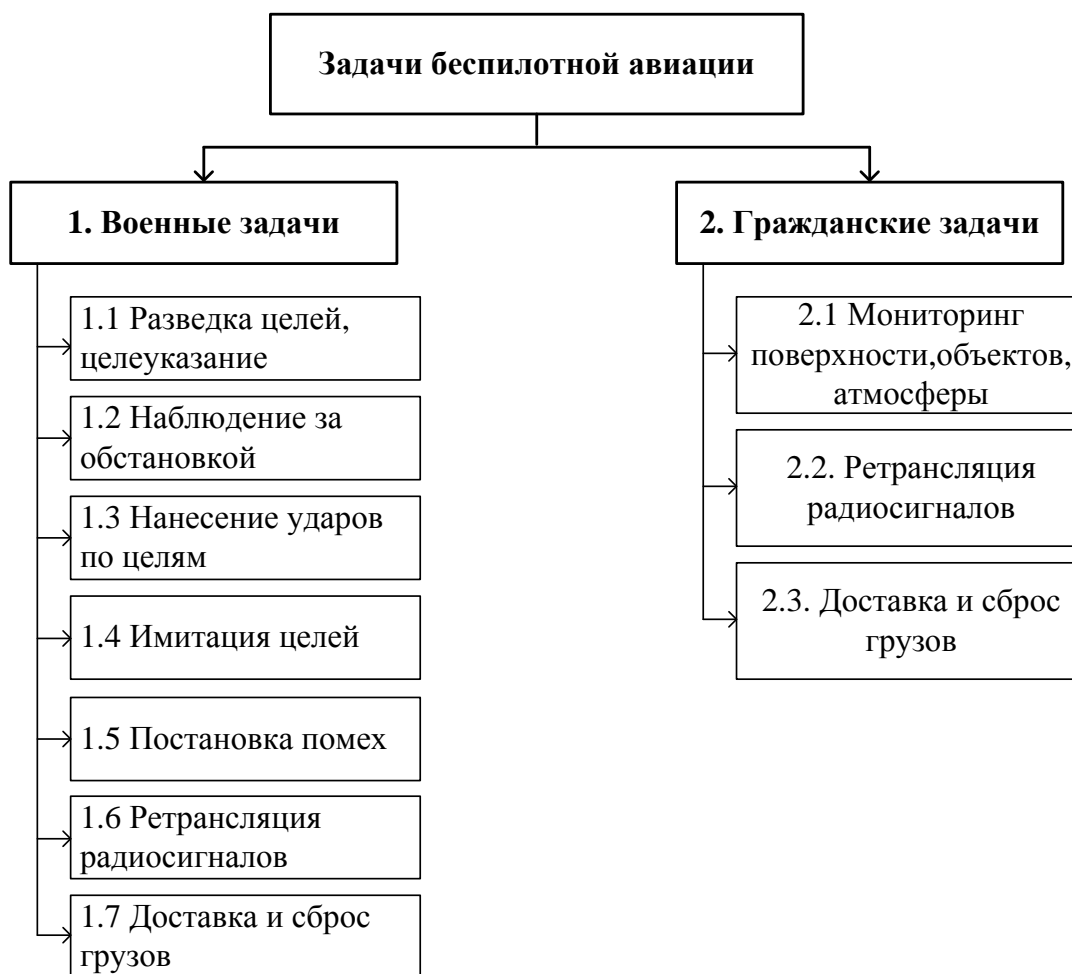 Задачи беспилотной авиации
1. Военные задачи
1.1 Разведка целей,
целеуказание
1.2 Наблюдение за
обстановкой
1.3 Нанесение ударов
по целям
1.4 Имитация целей
1.5 Постановка помех
1.6 Ретрансляция
радиосигналов
1.7 Доставка и сброс
грузов
2. Гражданские задачи
2.1 Мониторинг
поверхности,объектов,
атмосферы
2.2. Ретрансляция
радиосигналов
2.3. Доставка и сброс
грузов